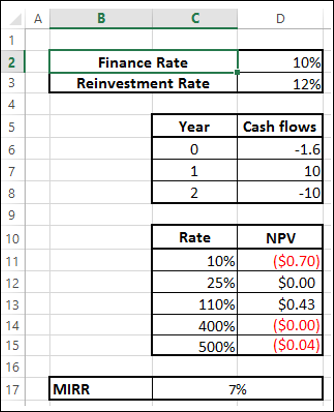 A B C D
1
2 Finance Rate 10%
3 Reinvestment Rate 12%
4
5 Year Cash flows
6 0 -1.6
7 1 10
8 2 -10
9
10 Rate NPV
11 10% ($0.70)
12 25% $0.00
13 110% $0.43
14 400% ($0.00)
15 500% ($0.04)
16
17 MIRR 7%